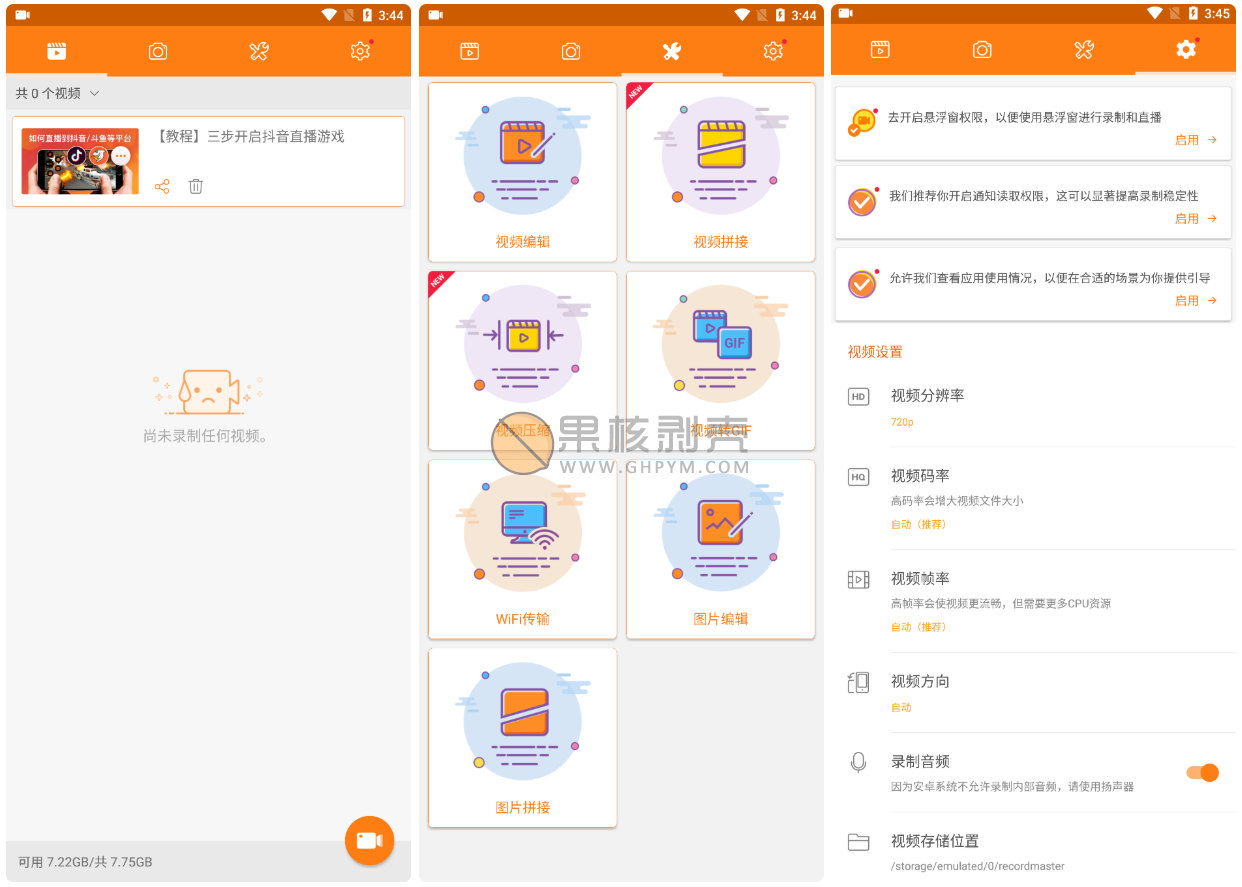 3:44
共 0 个视频
如何直播到抖音/斗鱼等平台
【教程】三步开启抖音直播游戏
尚未录制任何视频。
可用 7.22GB/共 7.75GB
3:44
视频编辑
NEW
视频拼接
NEW
视频压缩
GIF
视频转GIF
果核剥壳
WWW.GHPYM.COM
WiFi传输
图片编辑
图片拼接
3:45
去开启悬浮窗权限，以便使用悬浮窗进行录制和直播
启用 →
我们推荐你开启通知读取权限，这可以显著提高录制稳定性
启用 →
允许我们查看应用使用情况，以便在合适的场景为你提供引导
启用 →
视频设置
HD
视频分辨率
720p
HQ
视频码率
高码率会增大视频文件大小
自动（推荐）
视频帧率
高帧率会使视频更流畅，但需要更多CPU资源
自动（推荐）
视频方向
自动
录制音频
因为安卓系统不允许录制内部音频，请使用扬声器
视频存储位置
/storage/emulated/0/recordmaster